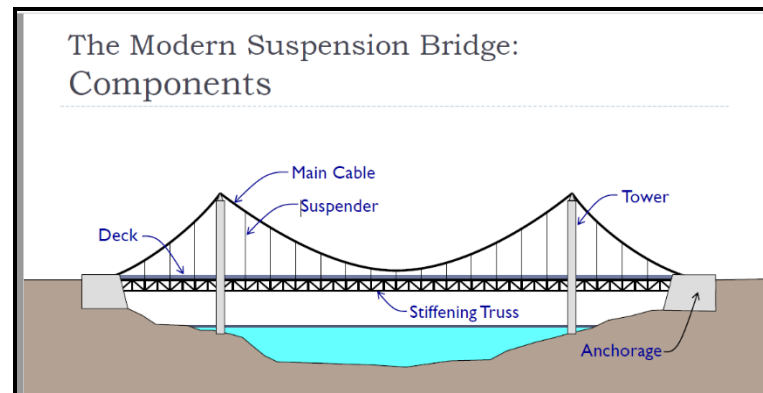 The Modern Suspension Bridge:
Components
Main Cable
Suspender
Tower
Deck
Stiffening Truss
Anchorage